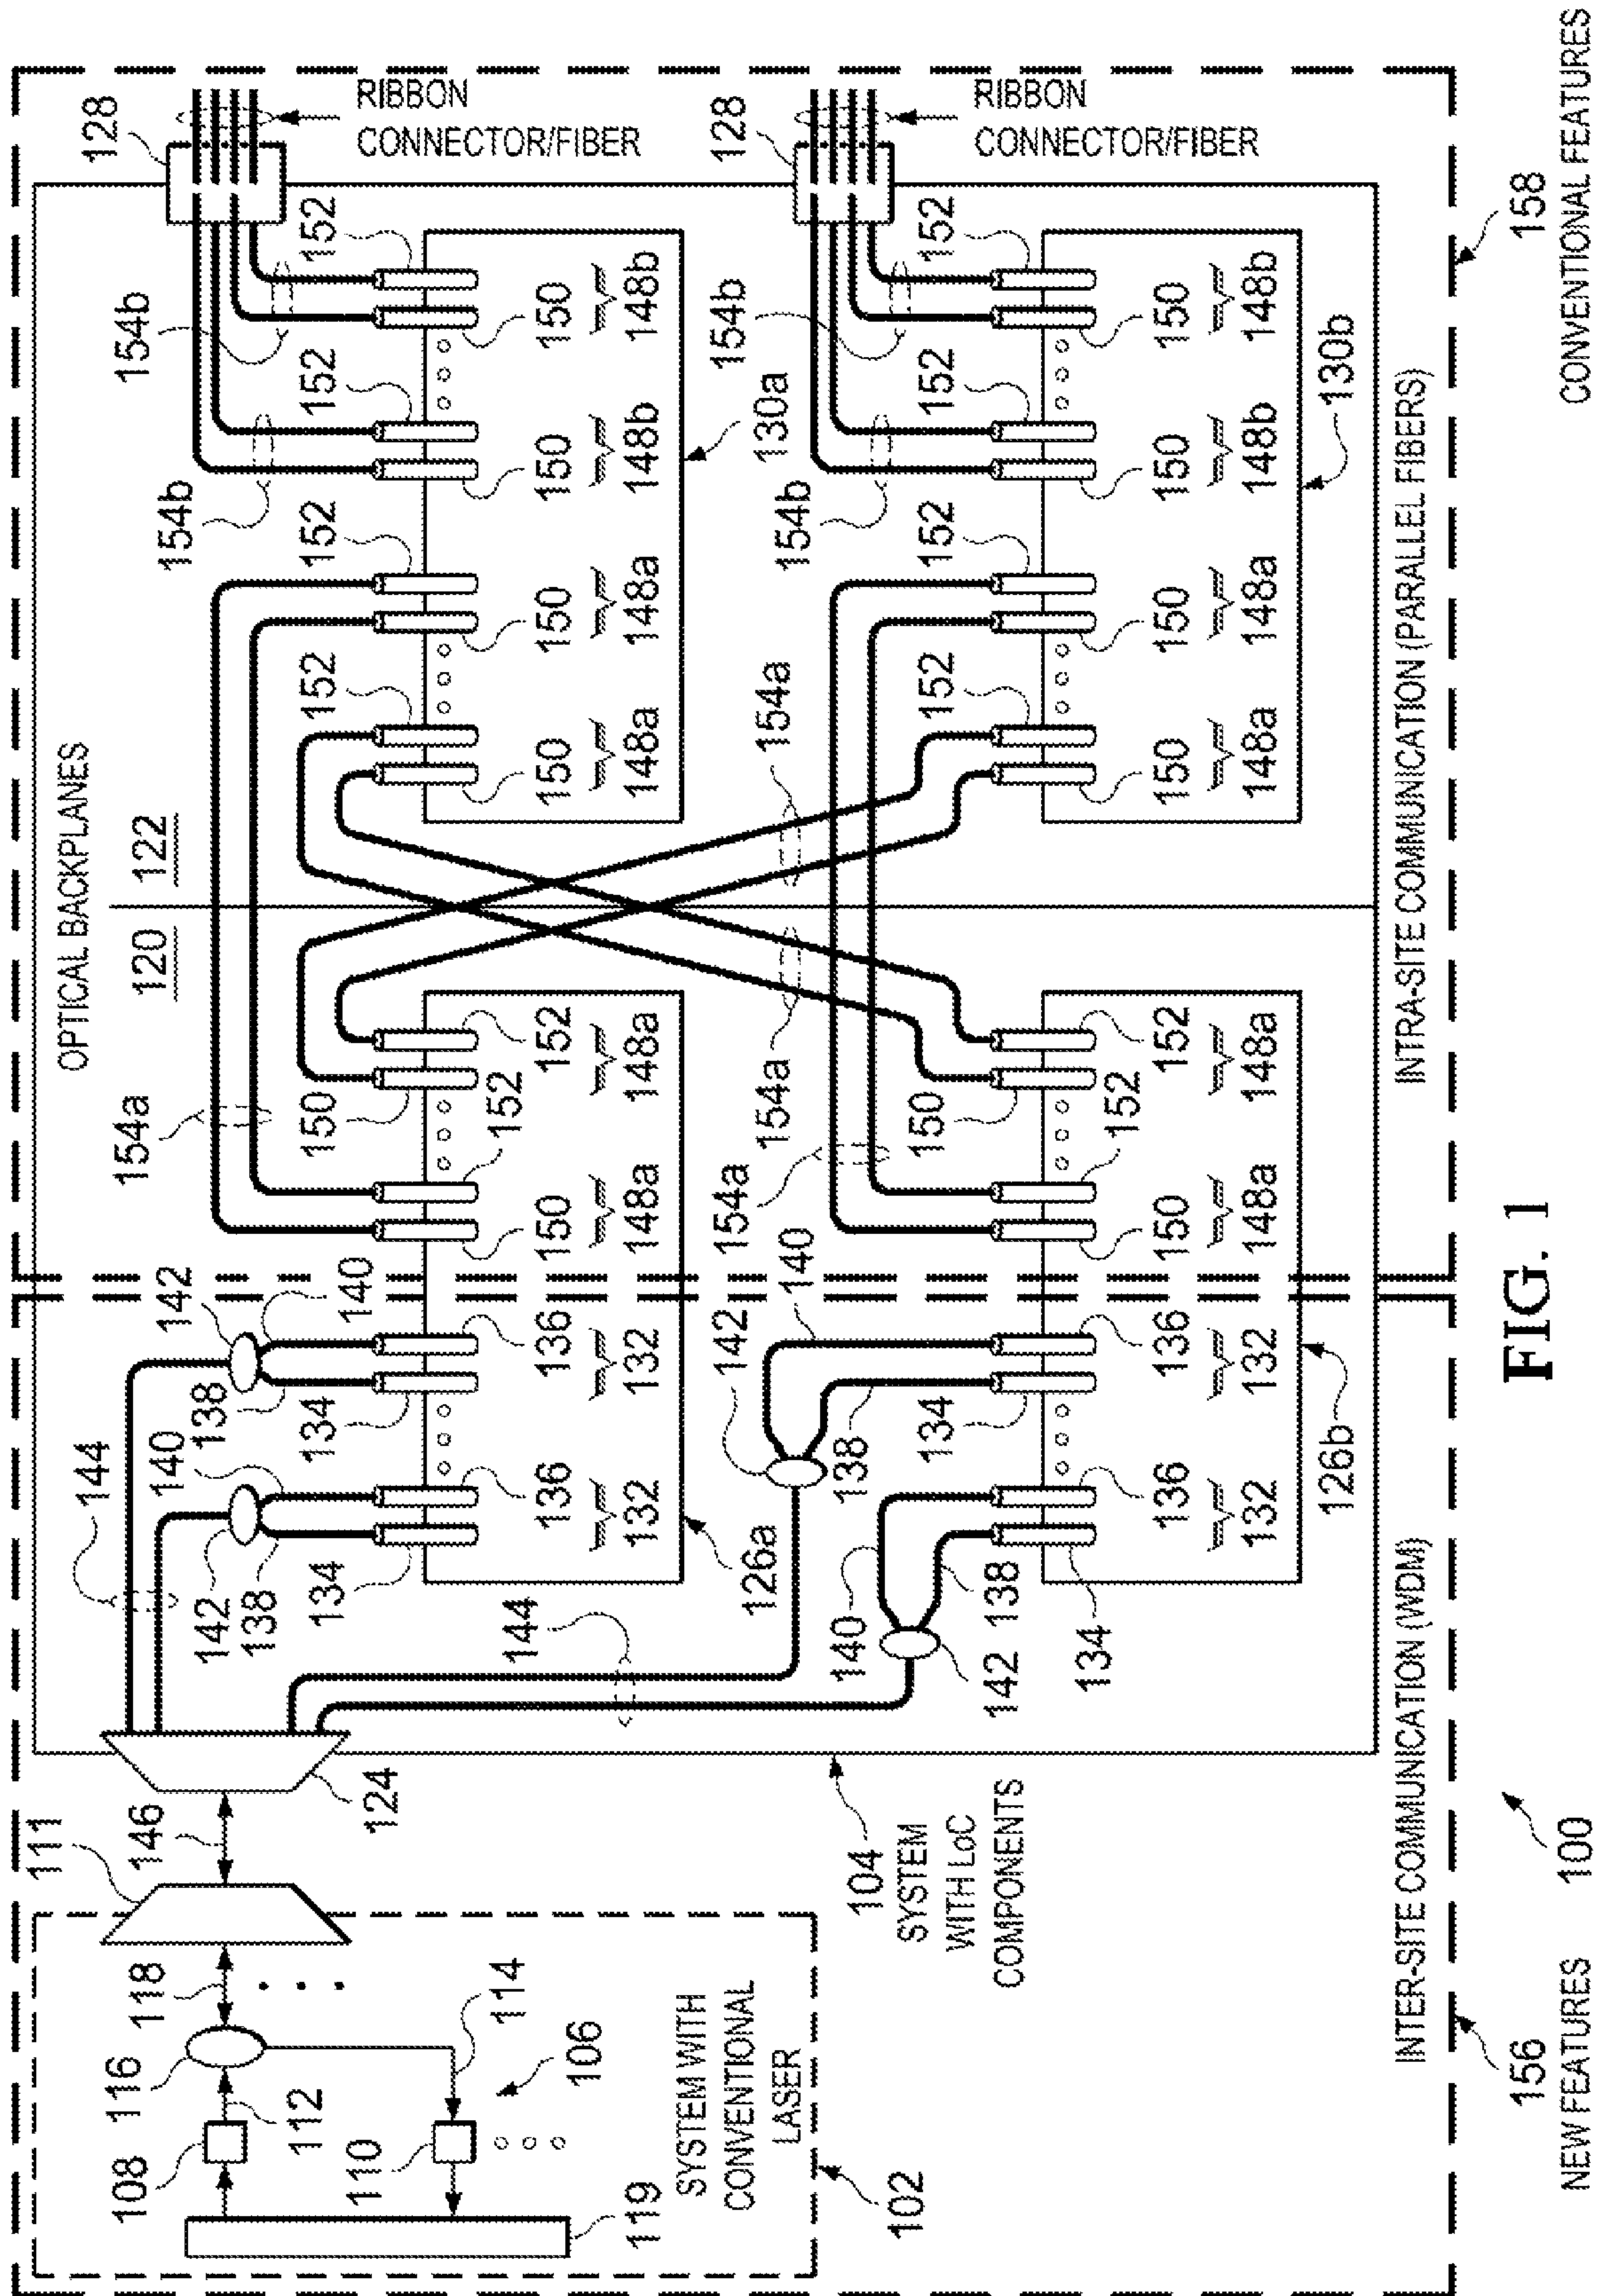 111
128
OPTICAL BACKPLANES
144
108
116
118
146
154a
120
122
154b
142
140
142
154b
138
138
140
112
124
134
134
150
152
152
152
152
RIBBON
CONNECTOR/FIBER
110
114
119
106
144
136
136
150
152
152
150
150
150
150
132
132
148a
148a
148a
148a
148b
148b
SYSTEM WITH
CONVENTIONAL
LASER
126a
142
154a
154a
154a
130a
154b
128
102
104
SYSTEM
WITH LoC
COMPONENTS
140
142
138
138
140
134
134
154b
150
152
152
152
152
RIBBON
CONNECTOR/FIBER
136
136
150
152
152
150
150
150
150
132
132
148a
148a
148a
148a
148b
148b
126b
130b
INTER-SITE COMMUNICATION (WDM)
INTRA-SITE COMMUNICATION (PARALLEL FIBERS)
156
NEW FEATURES
100
158
CONVENTIONAL FEATURES
FIG. 1